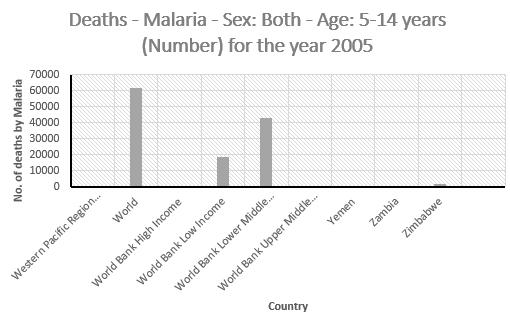 Deaths - Malaria - Sex: Both - Age: 5-14 years
(Number) for the year 2005
No. of deaths by Malaria
70000
60000
50000
40000
30000
20000
10000
0
Western Pacific Region...
World
World Bank High Income
World Bank Low Income
World Bank Lower Middle...
World Bank Upper Middle...
Yemen
Zambia
Zimbabwe
Country